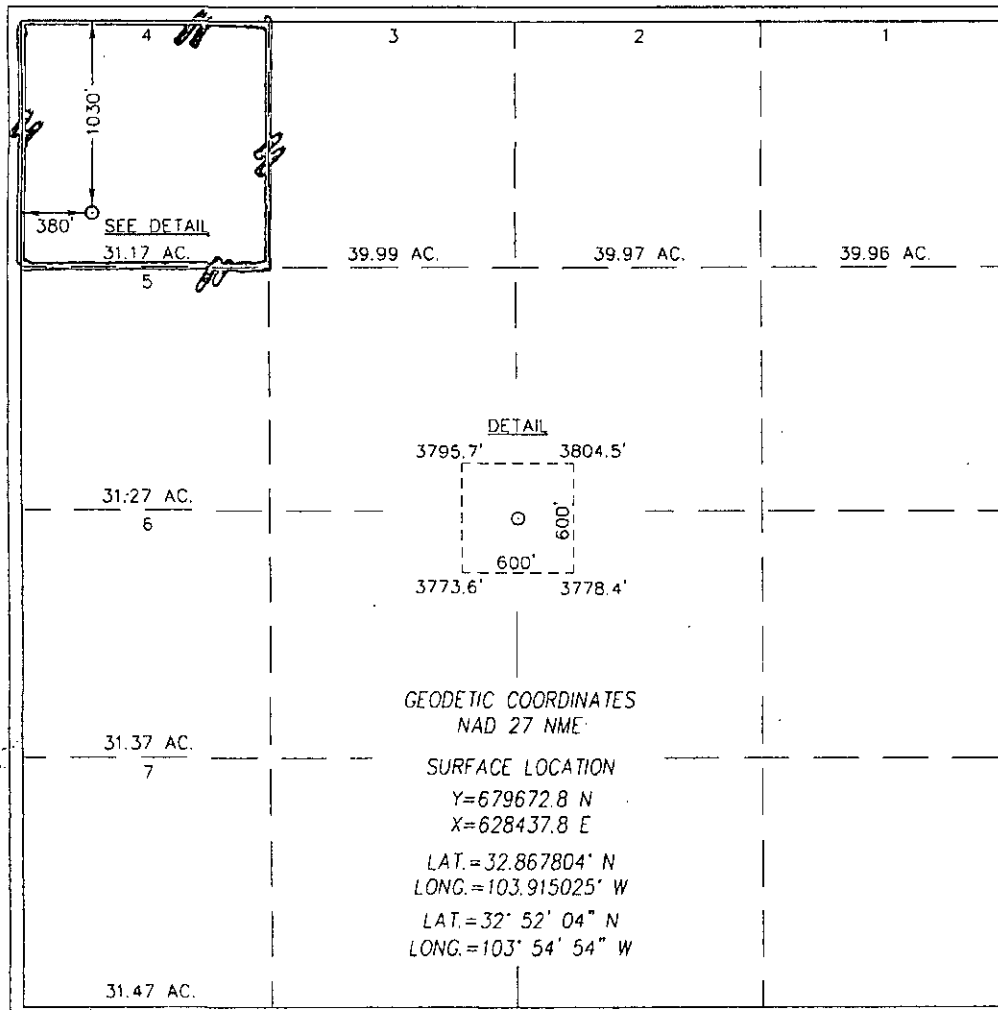 4 3 2 1
1030'
380' SEE DETAIL
31.17 AC. 39.99 AC. 39.97 AC. 39.96 AC.
5
DETAIL
3795.7' 3804.5'
31.27 AC.
6
600'
600'
3773.6' 3778.4'
GEODETIC COORDINATES
NAD 27 NME
31.37 AC.
7
SURFACE LOCATION
Y=679672.8 N
X=628437.8 E
LAT.=32.867804° N
LONG.=103.915025° W
LAT.=32° 52' 04" N
LONG.=103° 54' 54" W
31.47 AC.